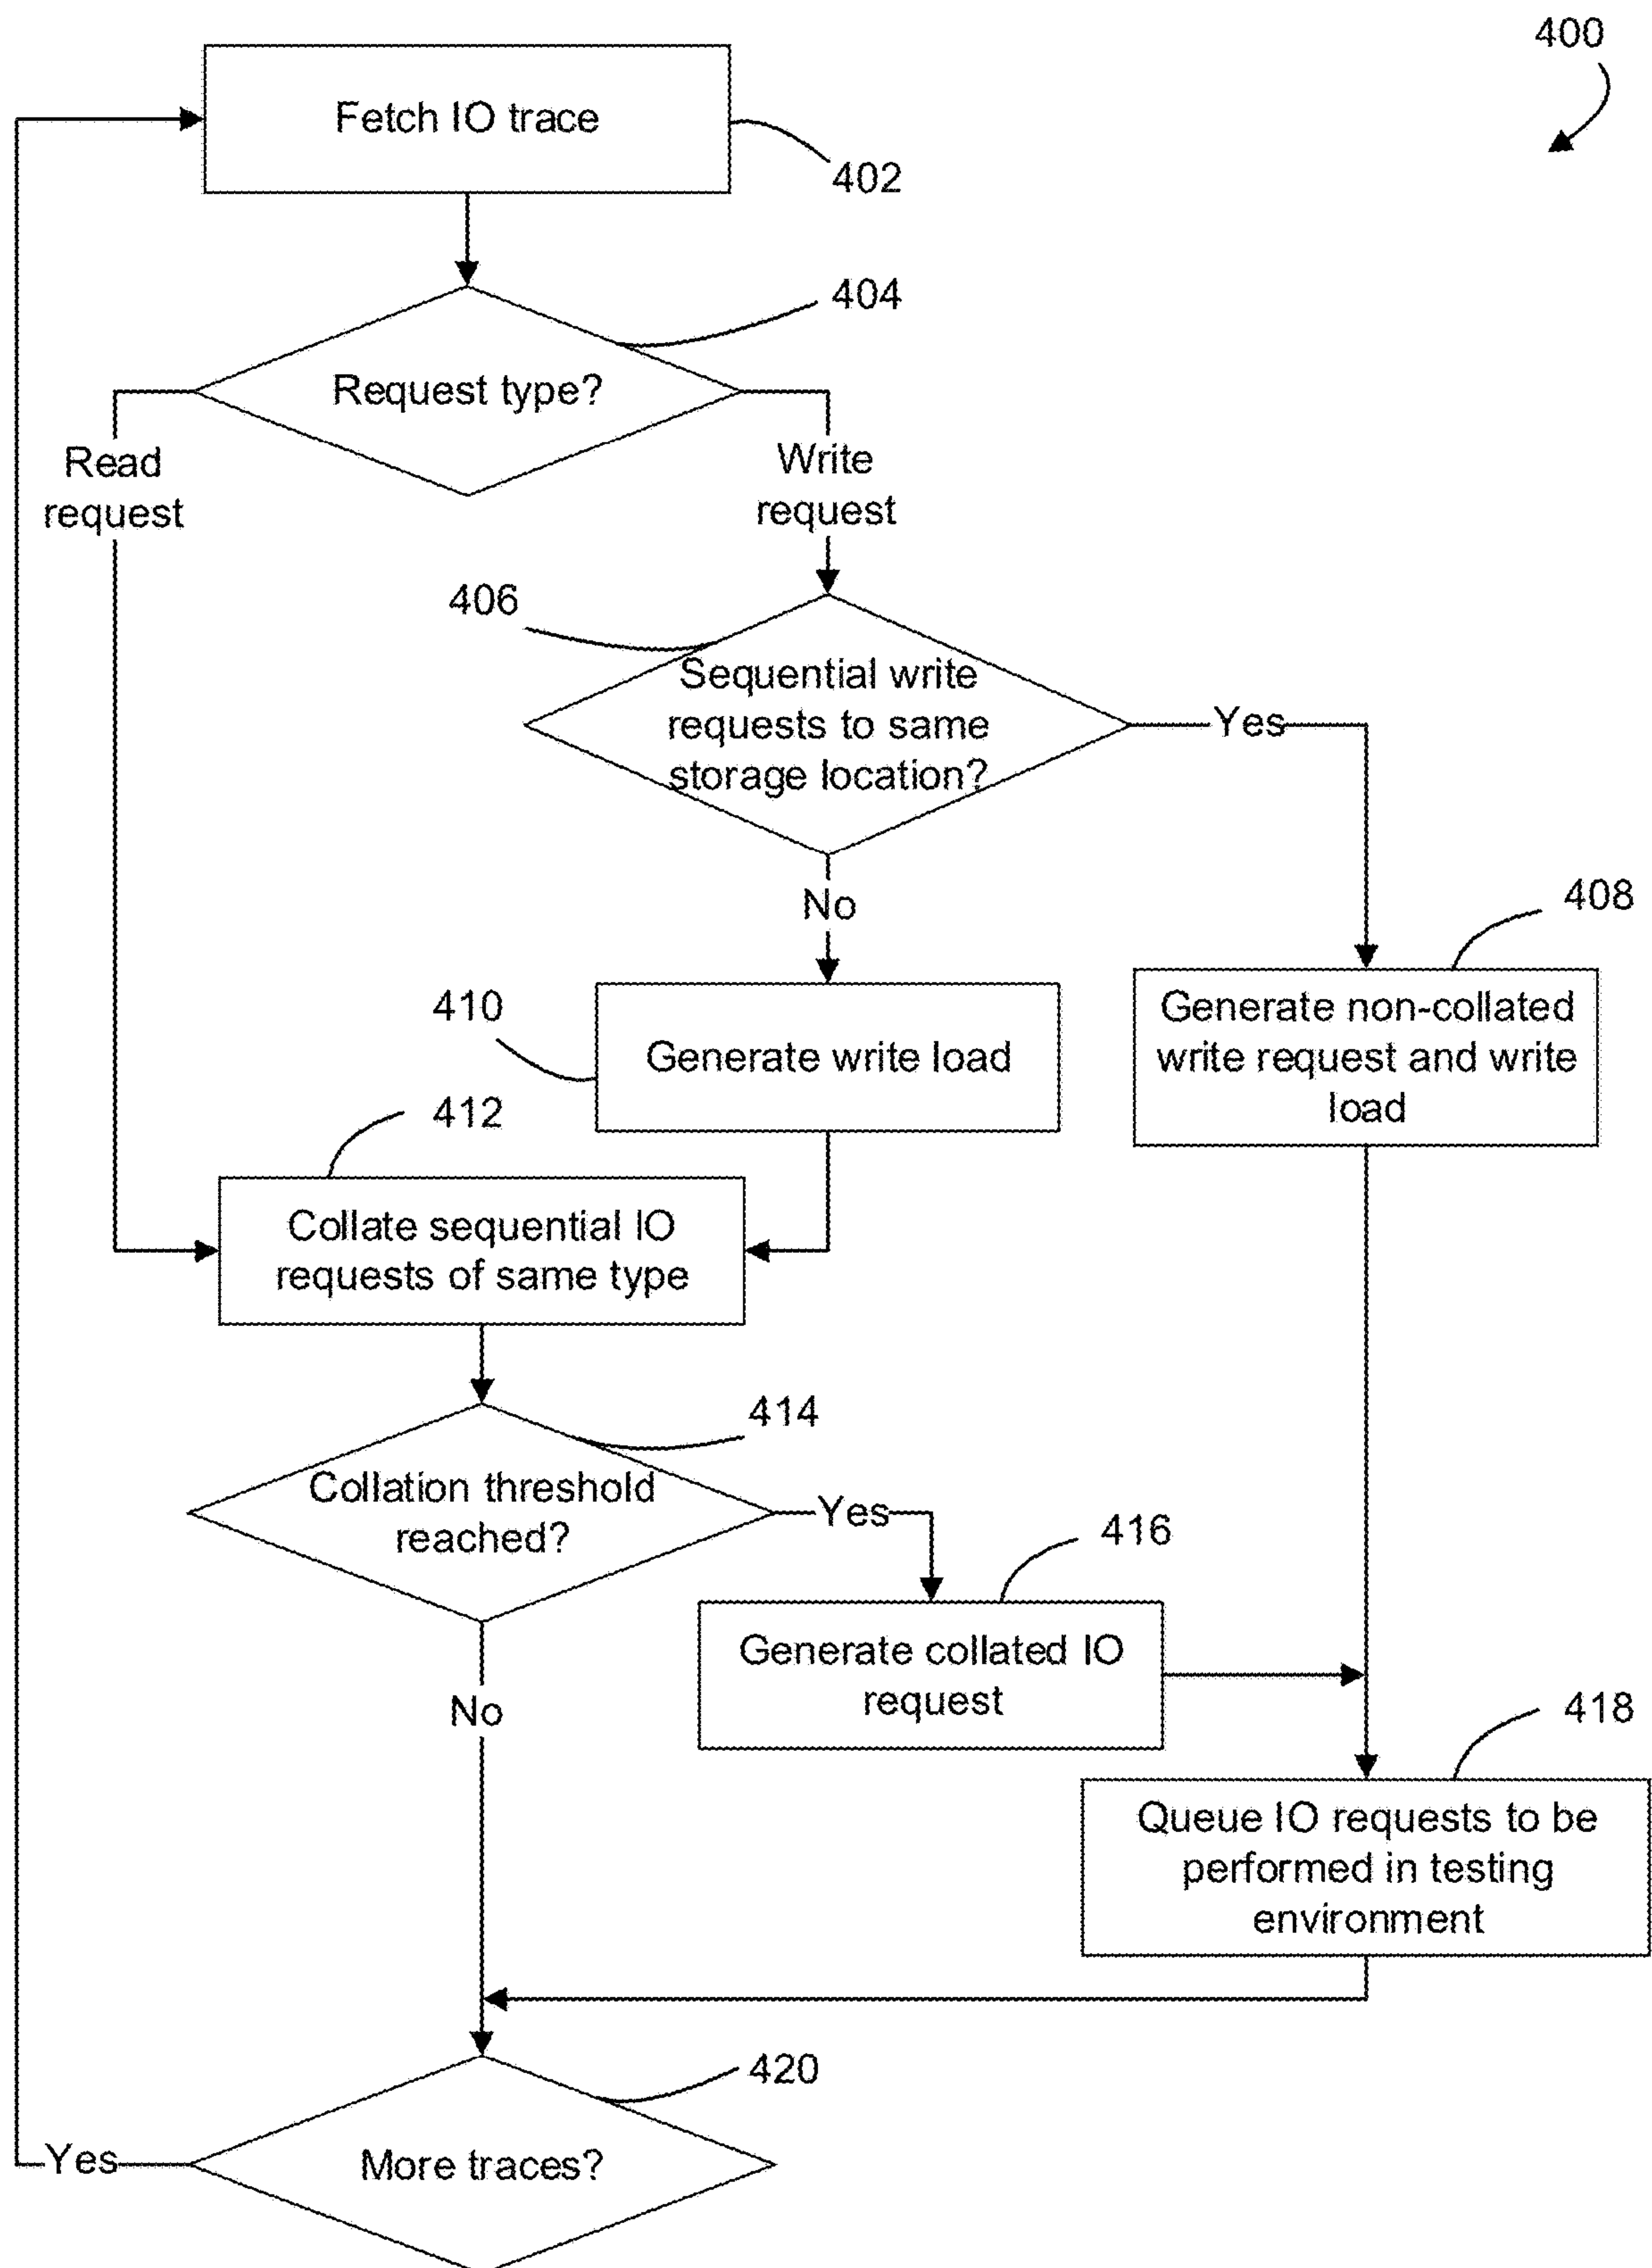 400
Fetch IO trace
402
404
Request type?
Read
request
Write
request
406
Sequential write
requests to same
storage location?
Yes
No
408
410
Generate write load
Generate non-collated
write request and write
load
412
Collate sequential IO
requests of same type
414
Collation threshold
reached?
Yes
416
Generate collated IO
request
No
418
Queue IO requests to be
performed in testing
environment
420
More traces?
Yes